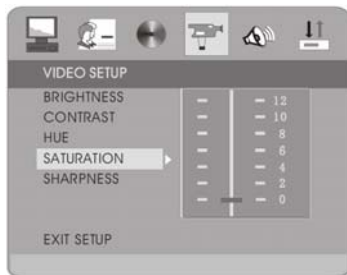 VIDEO SETUP
BRIGHTNESS
CONTRAST
HUE
SATURATION
SHARPNESS
12
10
8
6
4
2
0
EXIT SETUP